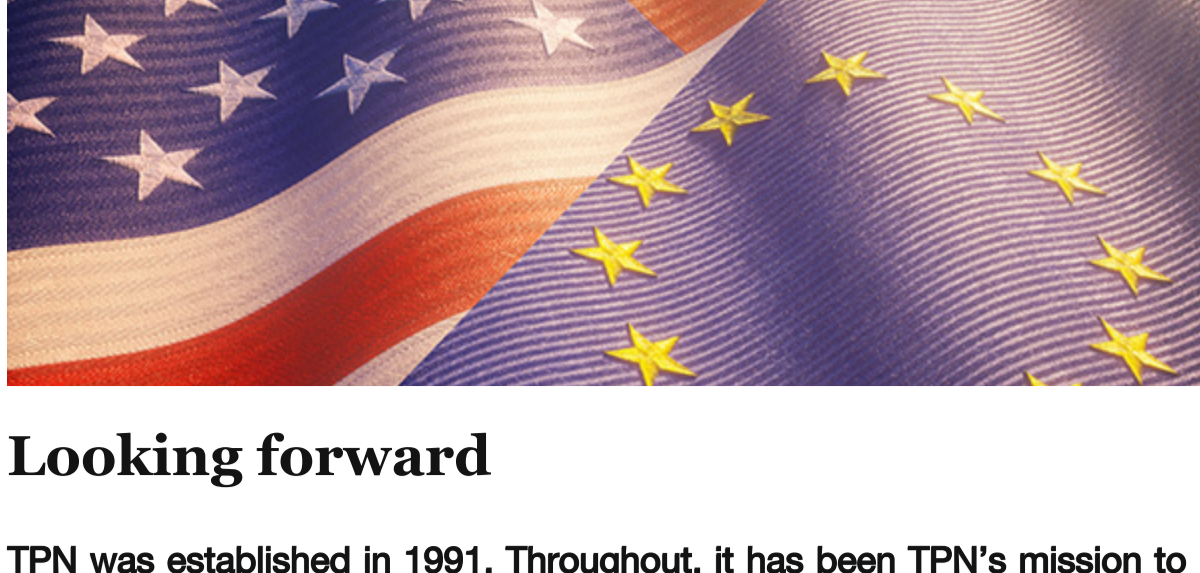 Looking forward
TPN was established in 1991. Throughout, it has been TPN’s mission to